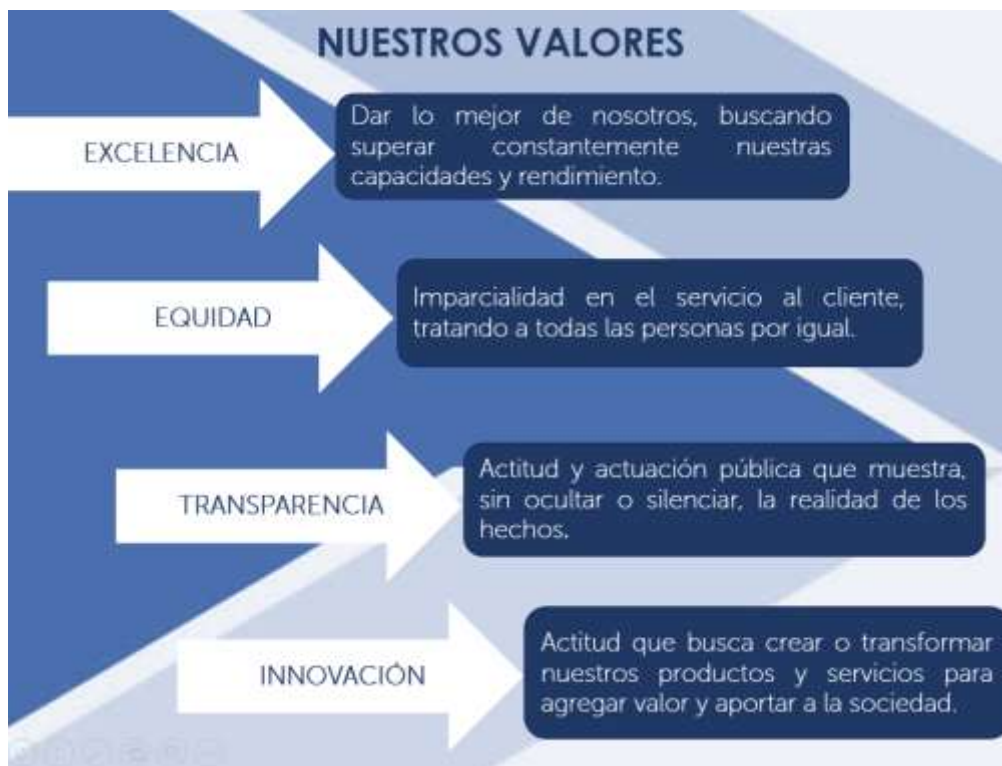 NUESTROS VALORES
EXCELENCIA
Dar lo mejor de nosotros, buscando
superar constantemente nuestras
capacidades y rendimiento.
EQUIDAD
Imparcialidad en el servicio al cliente,
tratando a todas las personas por igual.
TRANSPARENCIA
Actitud y actuación pública que muestra,
sin ocultar o silenciar, la realidad de los
hechos.
INNOVACIÓN
Actitud que busca crear o transformar
nuestros productos y servicios para
agregar valor y aportar a la sociedad.